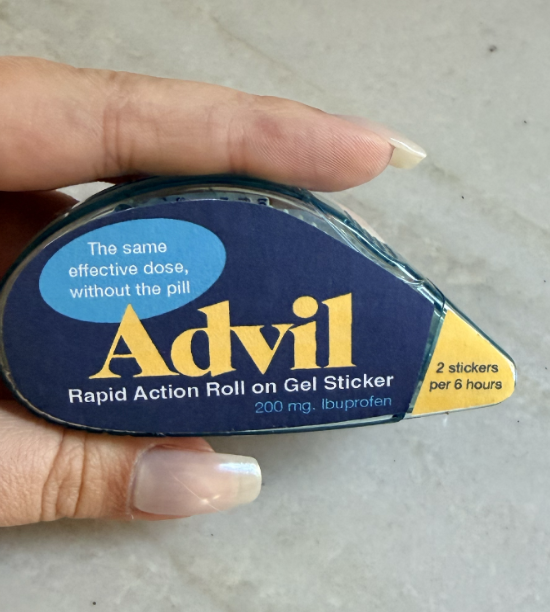 The same
effective dose,
without the pill
Advil
Rapid Action Roll on Gel Sticker
200 mg. Ibuprofen
2 stickers
per 6 hours